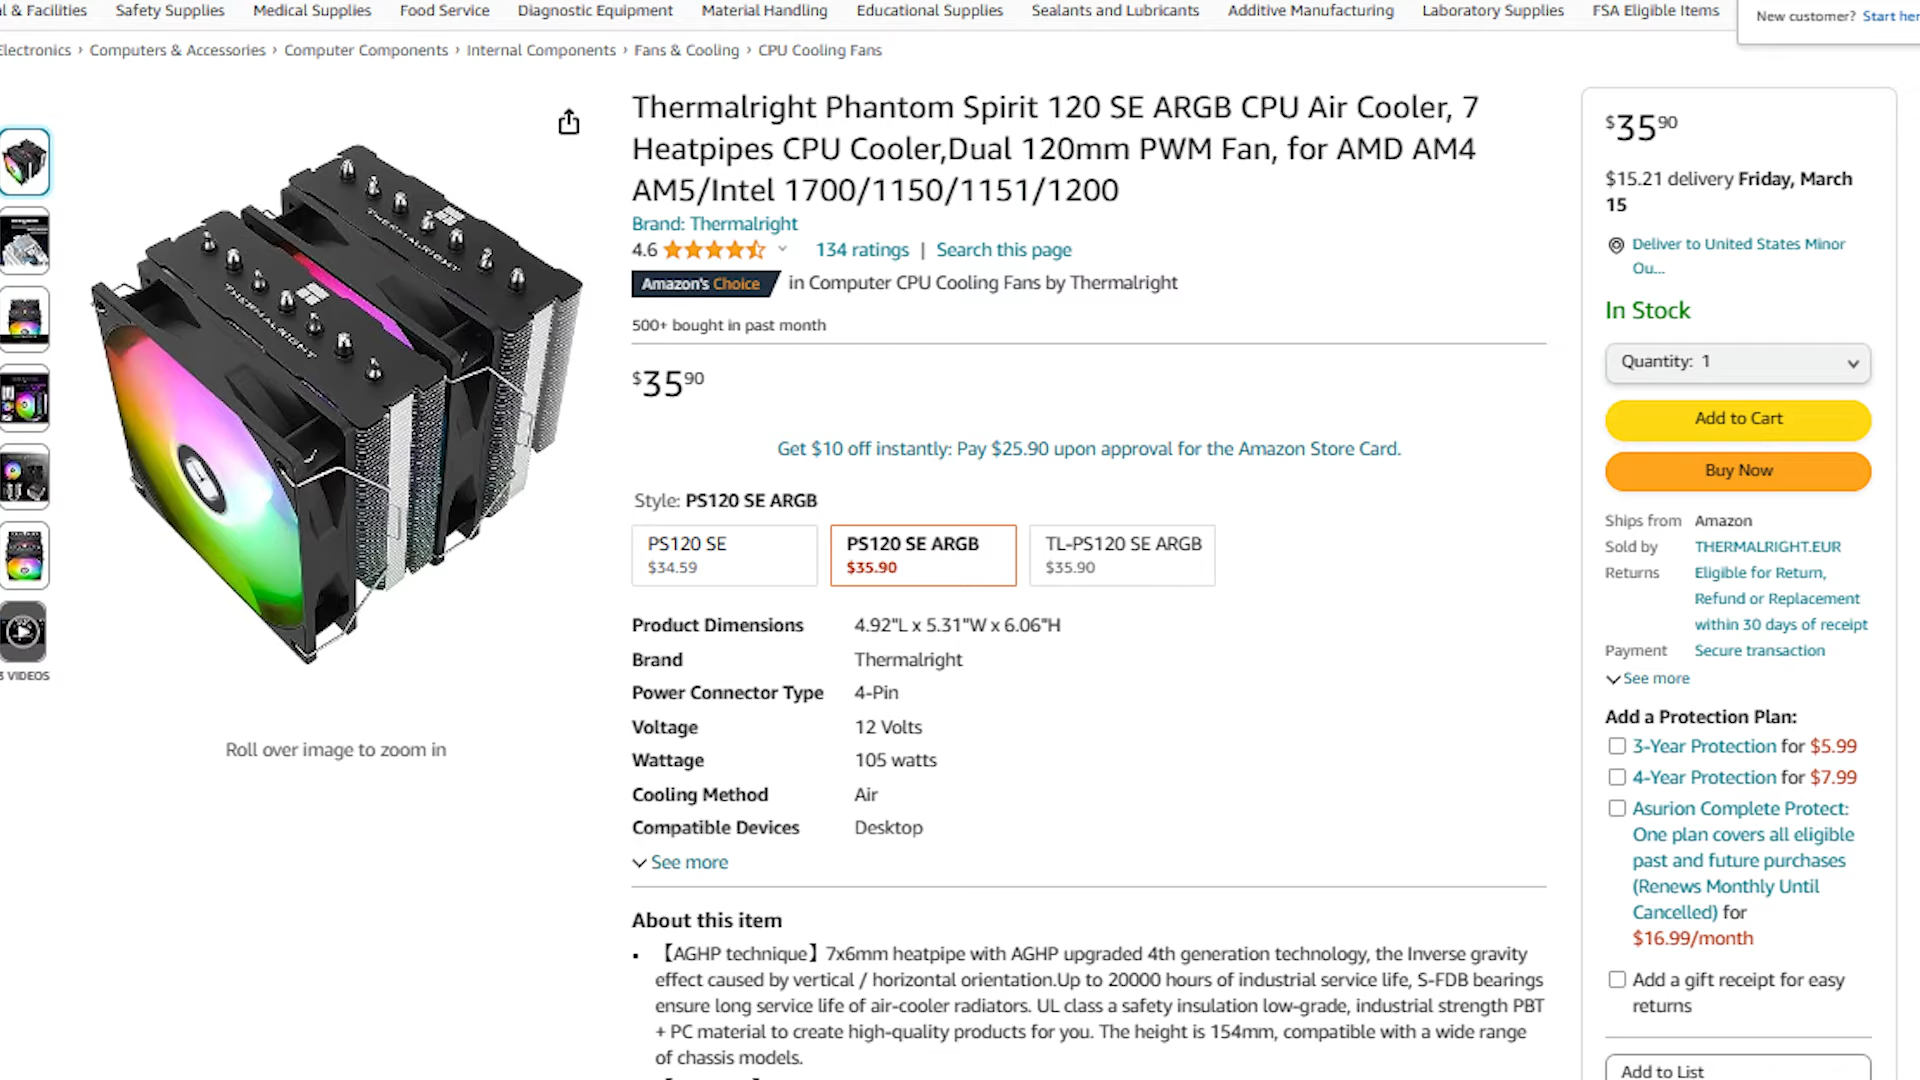 l & Facilities Safety Supplies Medical Supplies Food Service Diagnostic Equipment Material Handling Educational Supplies Sealants and Lubricants Additive Manufacturing Laboratory Supplies FSA Eligible Items
New customer? Start her
Electronics › Computers & Accessories › Computer Components › Internal Components › Fans & Cooling › CPU Cooling Fans
THERMALRIGHT
THERMALRIGHT
3 VIDEOS
Roll over image to zoom in
Thermalright Phantom Spirit 120 SE ARGB CPU Air Cooler, 7
Heatpipes CPU Cooler,Dual 120mm PWM Fan, for AMD AM4
AM5/Intel 1700/1150/1151/1200
Brand: Thermalright
4.6 134 ratings | Search this page
Amazon's Choice in Computer CPU Cooling Fans by Thermalright
500+ bought in past month
$3590
Get $10 off instantly: Pay $25.90 upon approval for the Amazon Store Card.
Style: PS120 SE ARGB
PS120 SE PS120 SE ARGB TL-PS120 SE ARGB
$34.59 $35.90 $35.90
Product Dimensions 4.92"L x 5.31"W x 6.06"H
Brand Thermalright
Power Connector Type 4-Pin
Voltage 12 Volts
Wattage 105 watts
Cooling Method Air
Compatible Devices Desktop
See more
About this item
▪ 【AGHP technique】7x6mm heatpipe with AGHP upgraded 4th generation technology, the Inverse gravity
effect caused by vertical / horizontal orientation.Up to 20000 hours of industrial service life, S-FDB bearings
ensure long service life of air-cooler radiators. UL class a safety insulation low-grade, industrial strength PBT
+ PC material to create high-quality products for you. The height is 154mm, compatible with a wide range
of chassis models.
$3590
$15.21 delivery Friday, March
15
Deliver to United States Minor
Ou...
In Stock
Quantity: 1
Add to Cart
Buy Now
Ships from Amazon
Sold by THERMALRIGHT.EUR
Returns Eligible for Return,
Refund or Replacement
within 30 days of receipt
Payment Secure transaction
See more
Add a Protection Plan:
3-Year Protection for $5.99
4-Year Protection for $7.99
Asurion Complete Protect:
One plan covers all eligible
past and future purchases
(Renews Monthly Until
Cancelled) for
$16.99/month
Add a gift receipt for easy
returns
Add to List